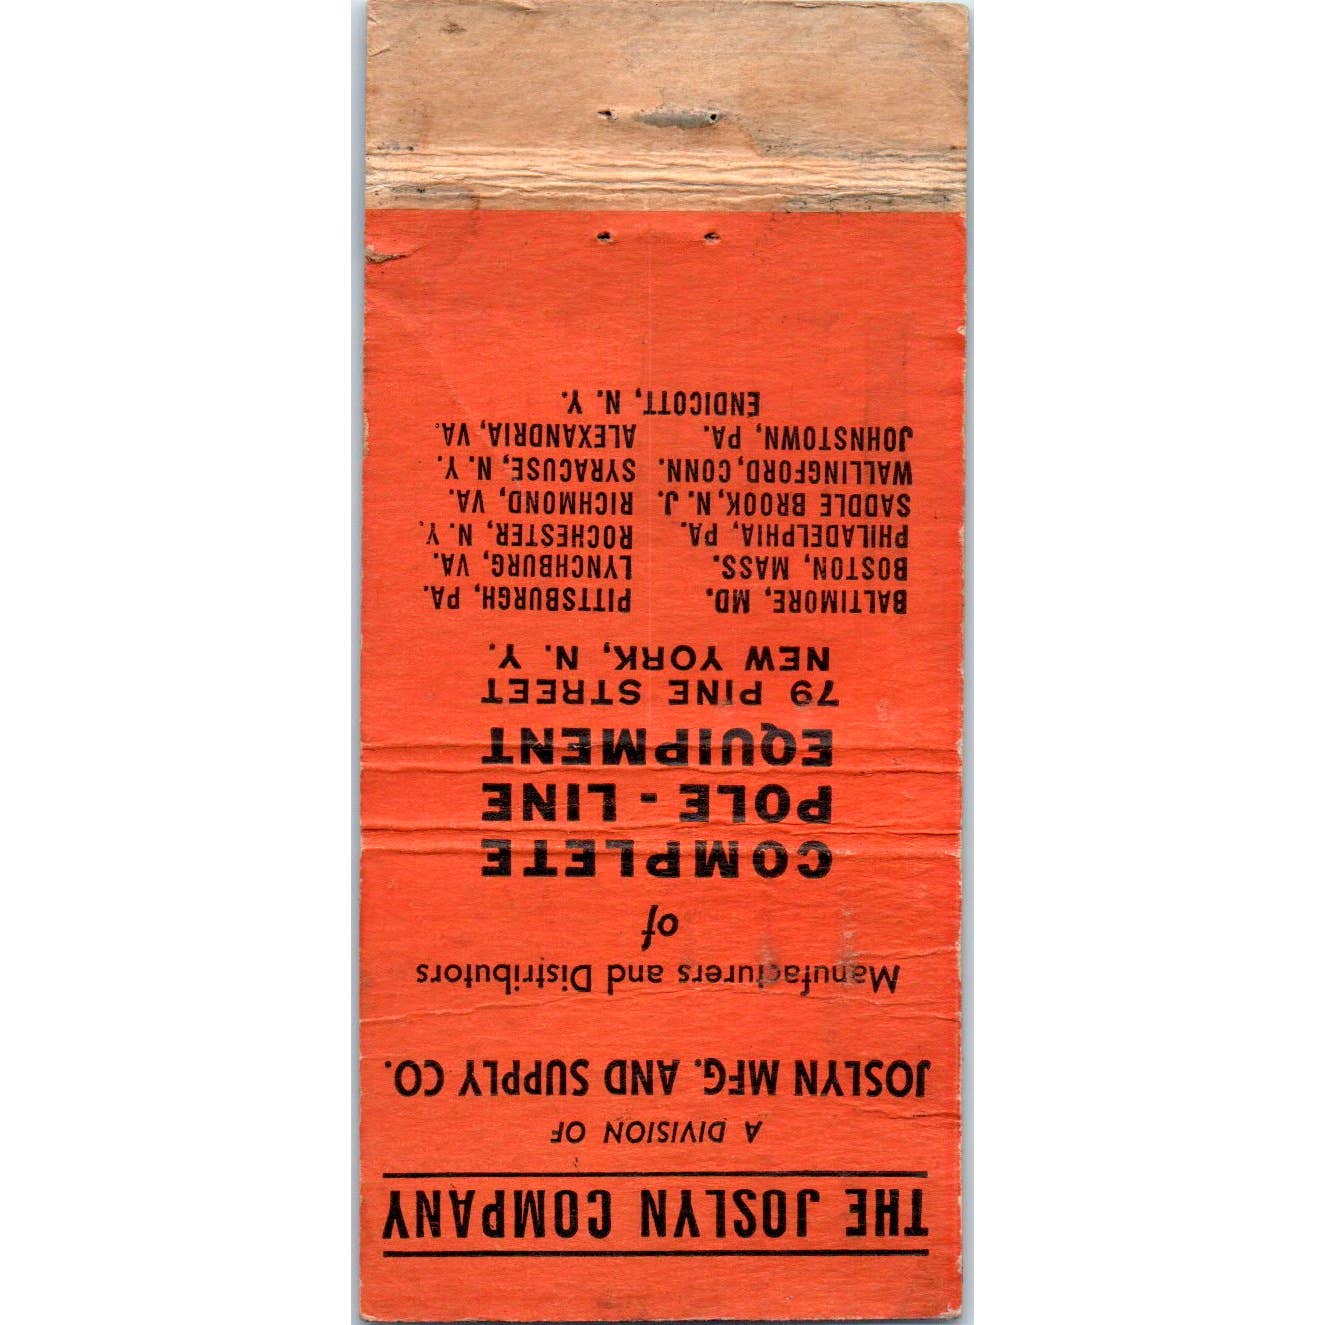 THE JOSLYN COMPANY
A DIVISION OF
JOSLYN MFG. AND SUPPLY CO.
Manufacturers and Distributors
of
COMPLETE
POLE - LINE
EQUIPMENT
79 PINE STREET
NEW YORK, N. Y.
BALTIMORE, MD. PITTSBURGH, PA.
BOSTON, MASS. LYNCHBURG, VA.
PHILADELPHIA, PA. ROCHESTER, N. Y.
SADDLE BROOK, N. J. RICHMOND, VA.
WALLINGFORD, CONN. SYRACUSE, N. Y.
JOHNSTOWN, PA. ALEXANDRIA, VA.
ENDICOTT, N. Y.